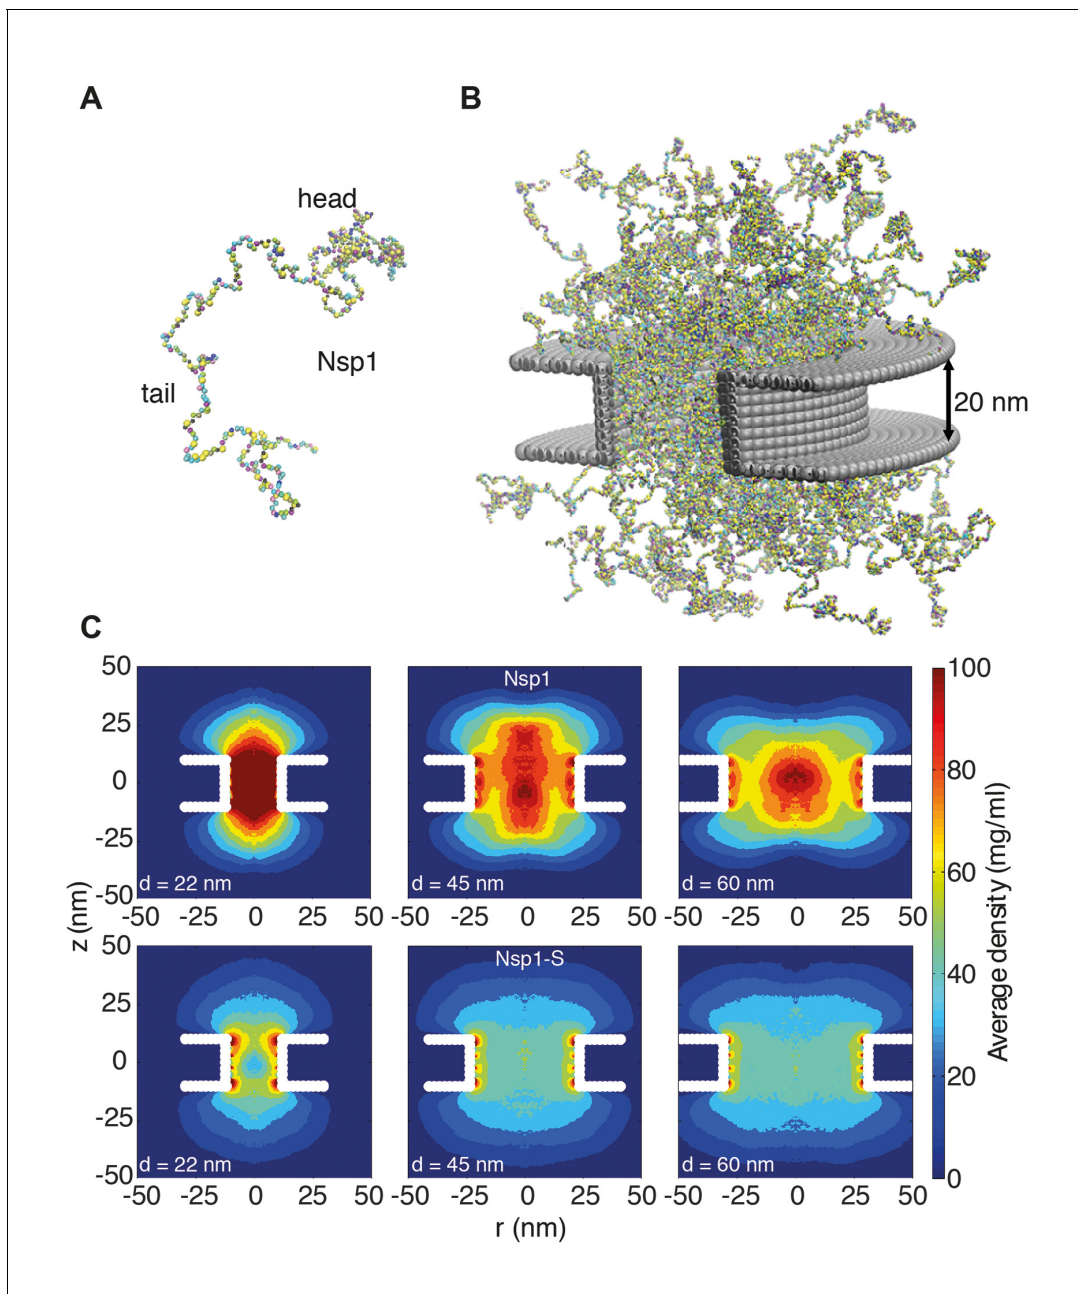 A
B
head
Nsp1
tail
20 nm
C
50
25
0
-25
-50
z (nm)
d = 22 nm
-50 -25 0 25 50
Nsp1
d = 45 nm
-50 -25 0 25 50
d = 60 nm
-50 -25 0 25 50
50
25
0
-25
-50
d = 22 nm
-50 -25 0 25 50
Nsp1-S
d = 45 nm
-50 -25 0 25 50
d = 60 nm
-50 -25 0 25 50
r (nm)
100
80
60
40
20
0
Average density (mg/ml)